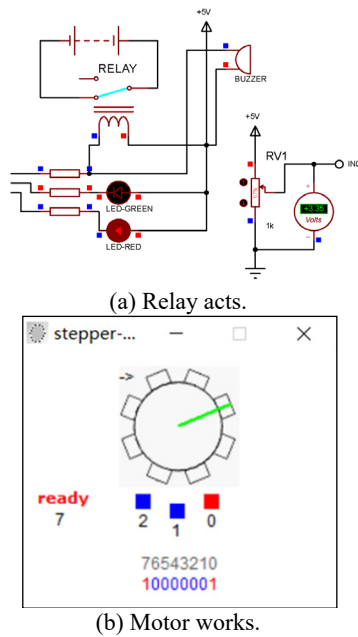 +5V
RELAY
BUZZER
+5V
RV1
INC
+3.35
Volts
1k
LED-GREEN
LED-RED
(a) Relay acts.
stepper-...
->
ready
7
2
1
0
76543210
10000001
(b) Motor works.